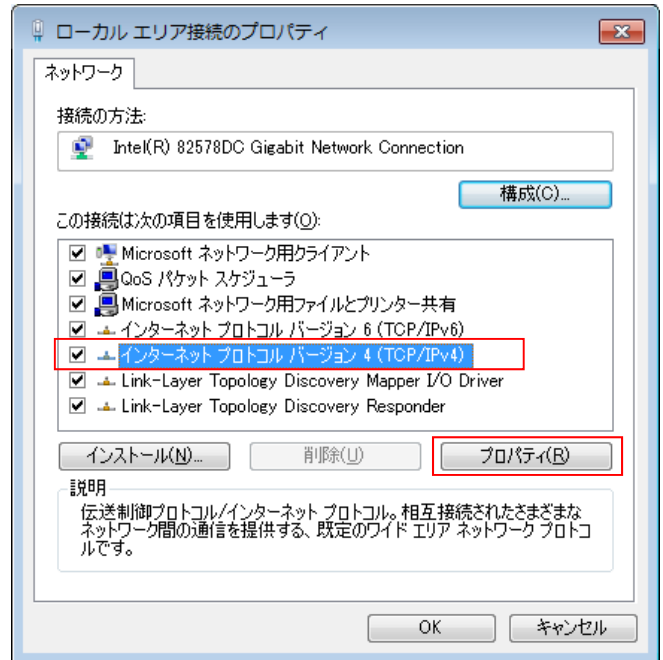 ローカル エリア接続のプロパティ
ネットワーク
接続の方法:
Intel(R) 82578DC Gigabit Network Connection
構成(C)...
この接続は次の項目を使用します(O):
Microsoft ネットワーク用クライアント
QoS パケット スケジューラ
Microsoft ネットワーク用ファイルとプリンター共有
インターネット プロトコル バージョン 6 (TCP/IPv6)
インターネット プロトコル バージョン 4 (TCP/IPv4)
Link-Layer Topology Discovery Mapper I/O Driver
Link-Layer Topology Discovery Responder
インストール(N)... 削除(U) プロパティ(R)
説明
伝送制御プロトコル/インターネット プロトコル。相互接続されたさまざまな
ネットワーク間の通信を提供する、既定のワイド エリア ネットワーク プロトコ
ルです。
OK キャンセル